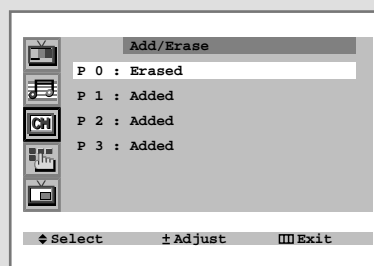 Add/Erase
P 0 : Erased
P 1 : Added
CH P 2 : Added
P 3 : Added
Select ± Adjust Exit